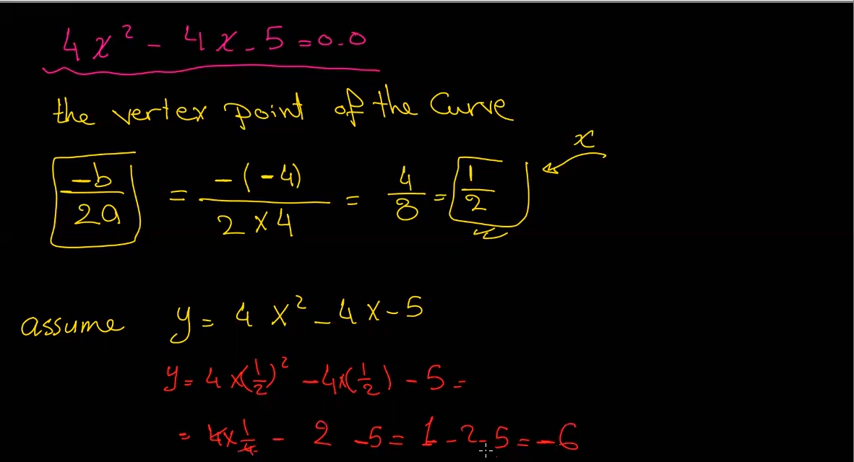 4x² - 4x - 5 = 0.0
the vertex point of the Curve
x
-b/2a = -(-4)/2×4 = 4/8 = 1/2
assume y = 4x² - 4x - 5
y = 4×(1/2)² - 4×(1/2) - 5 =
= 4×1/4 - 2 - 5 = 1 - 2 - 5 = -6